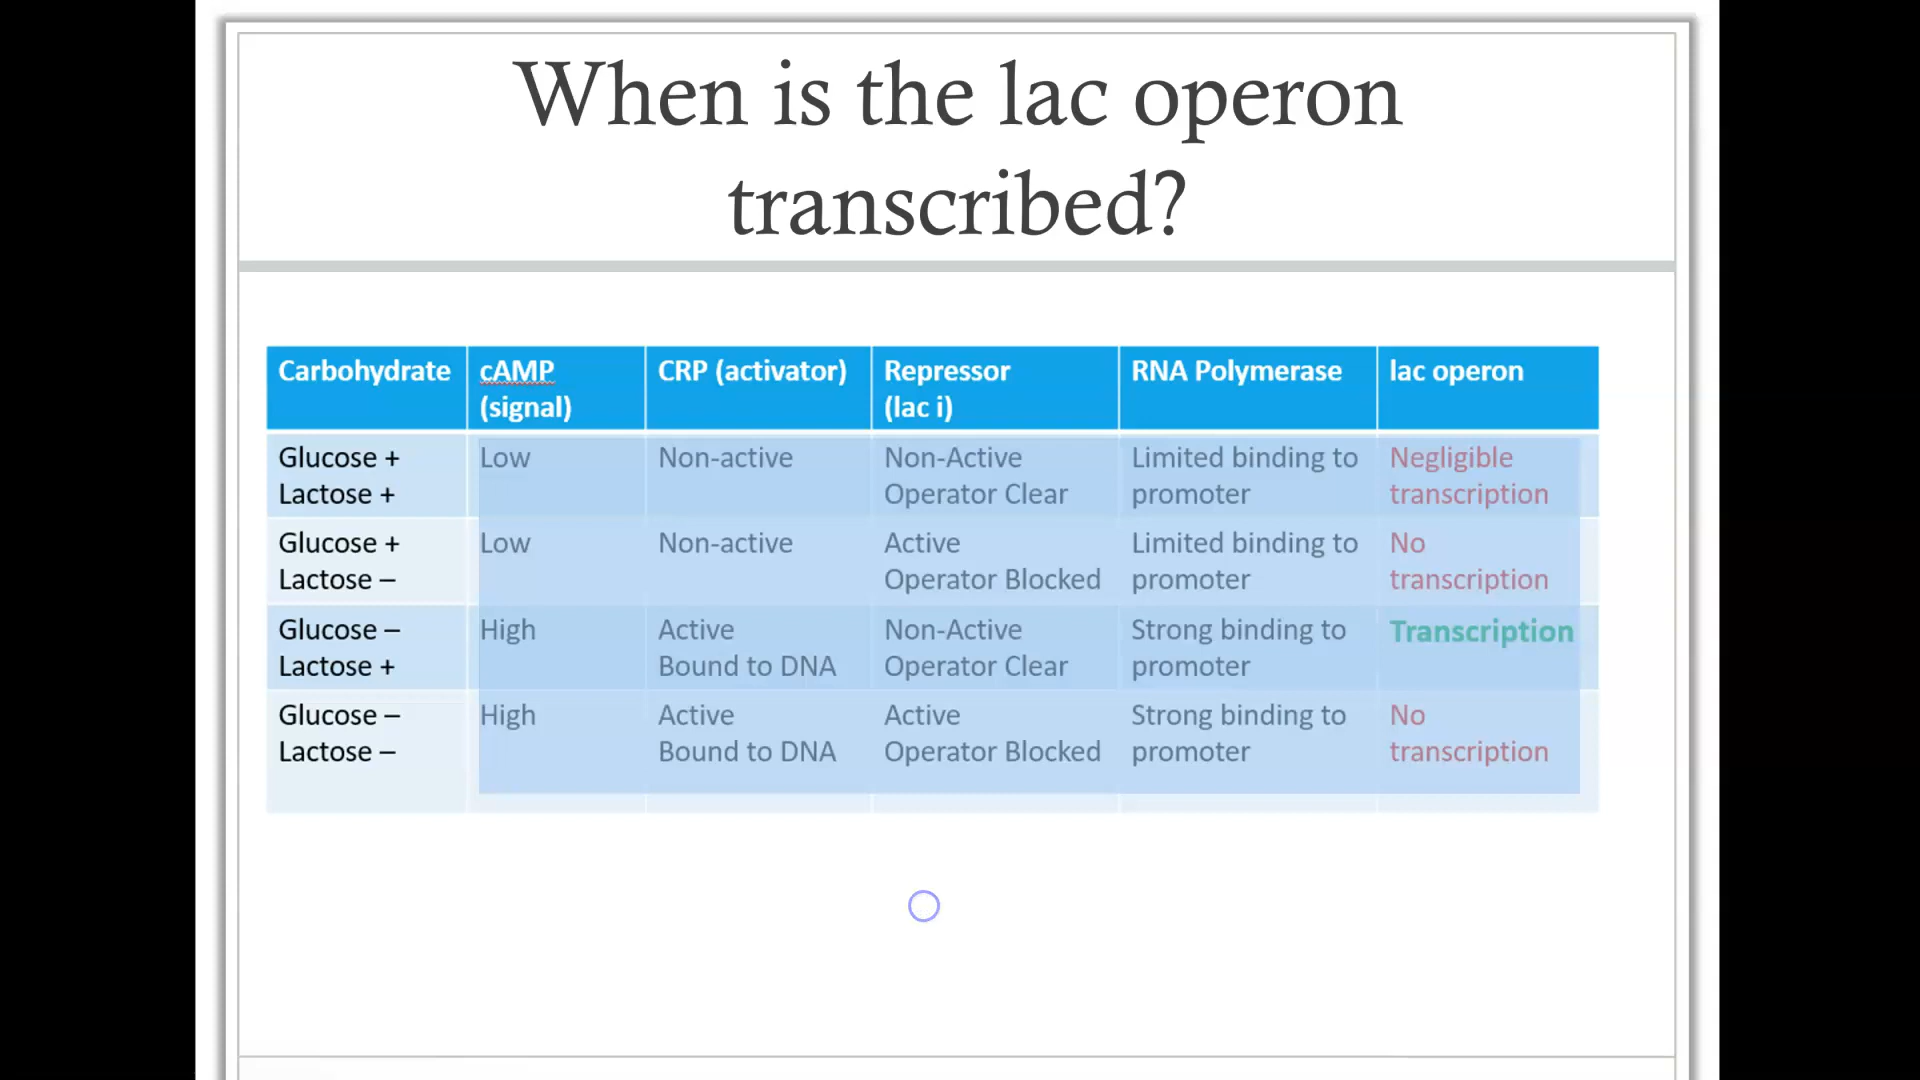 When is the lac operon
transcribed?
Carbohydrate cAMP (signal) CRP (activator) Repressor (lac i) RNA Polymerase lac operon
Glucose + Low Non-active Non-Active Limited binding to Negligible
Lactose + Operator Clear promoter transcription
Glucose + Low Non-active Active Limited binding to No
Lactose – Operator Blocked promoter transcription
Glucose – High Active Non-Active Strong binding to Transcription
Lactose + Bound to DNA Operator Clear promoter
Glucose – High Active Active Strong binding to No
Lactose – Bound to DNA Operator Blocked promoter transcription